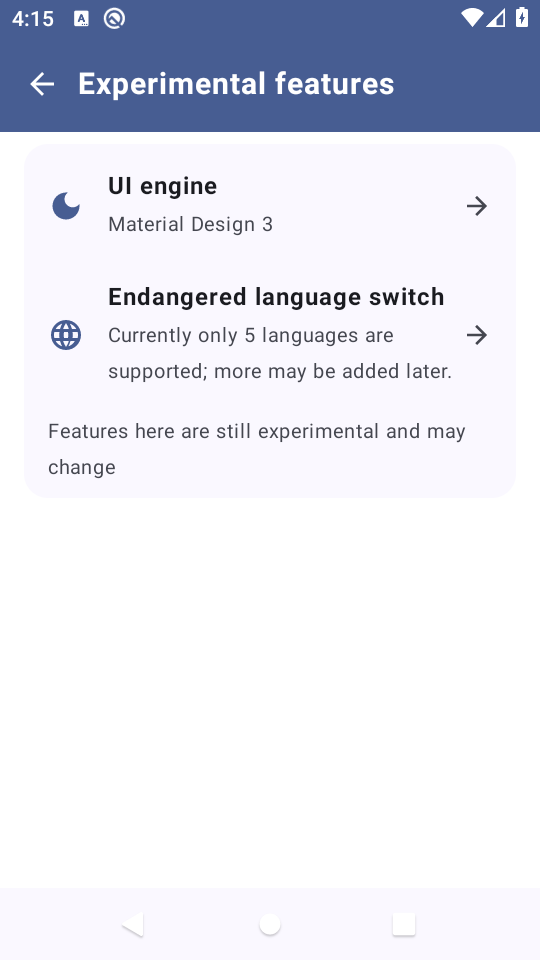 4:15
Experimental features
UI engine
Material Design 3
Endangered language switch
Currently only 5 languages are
supported; more may be added later.
Features here are still experimental and may
change